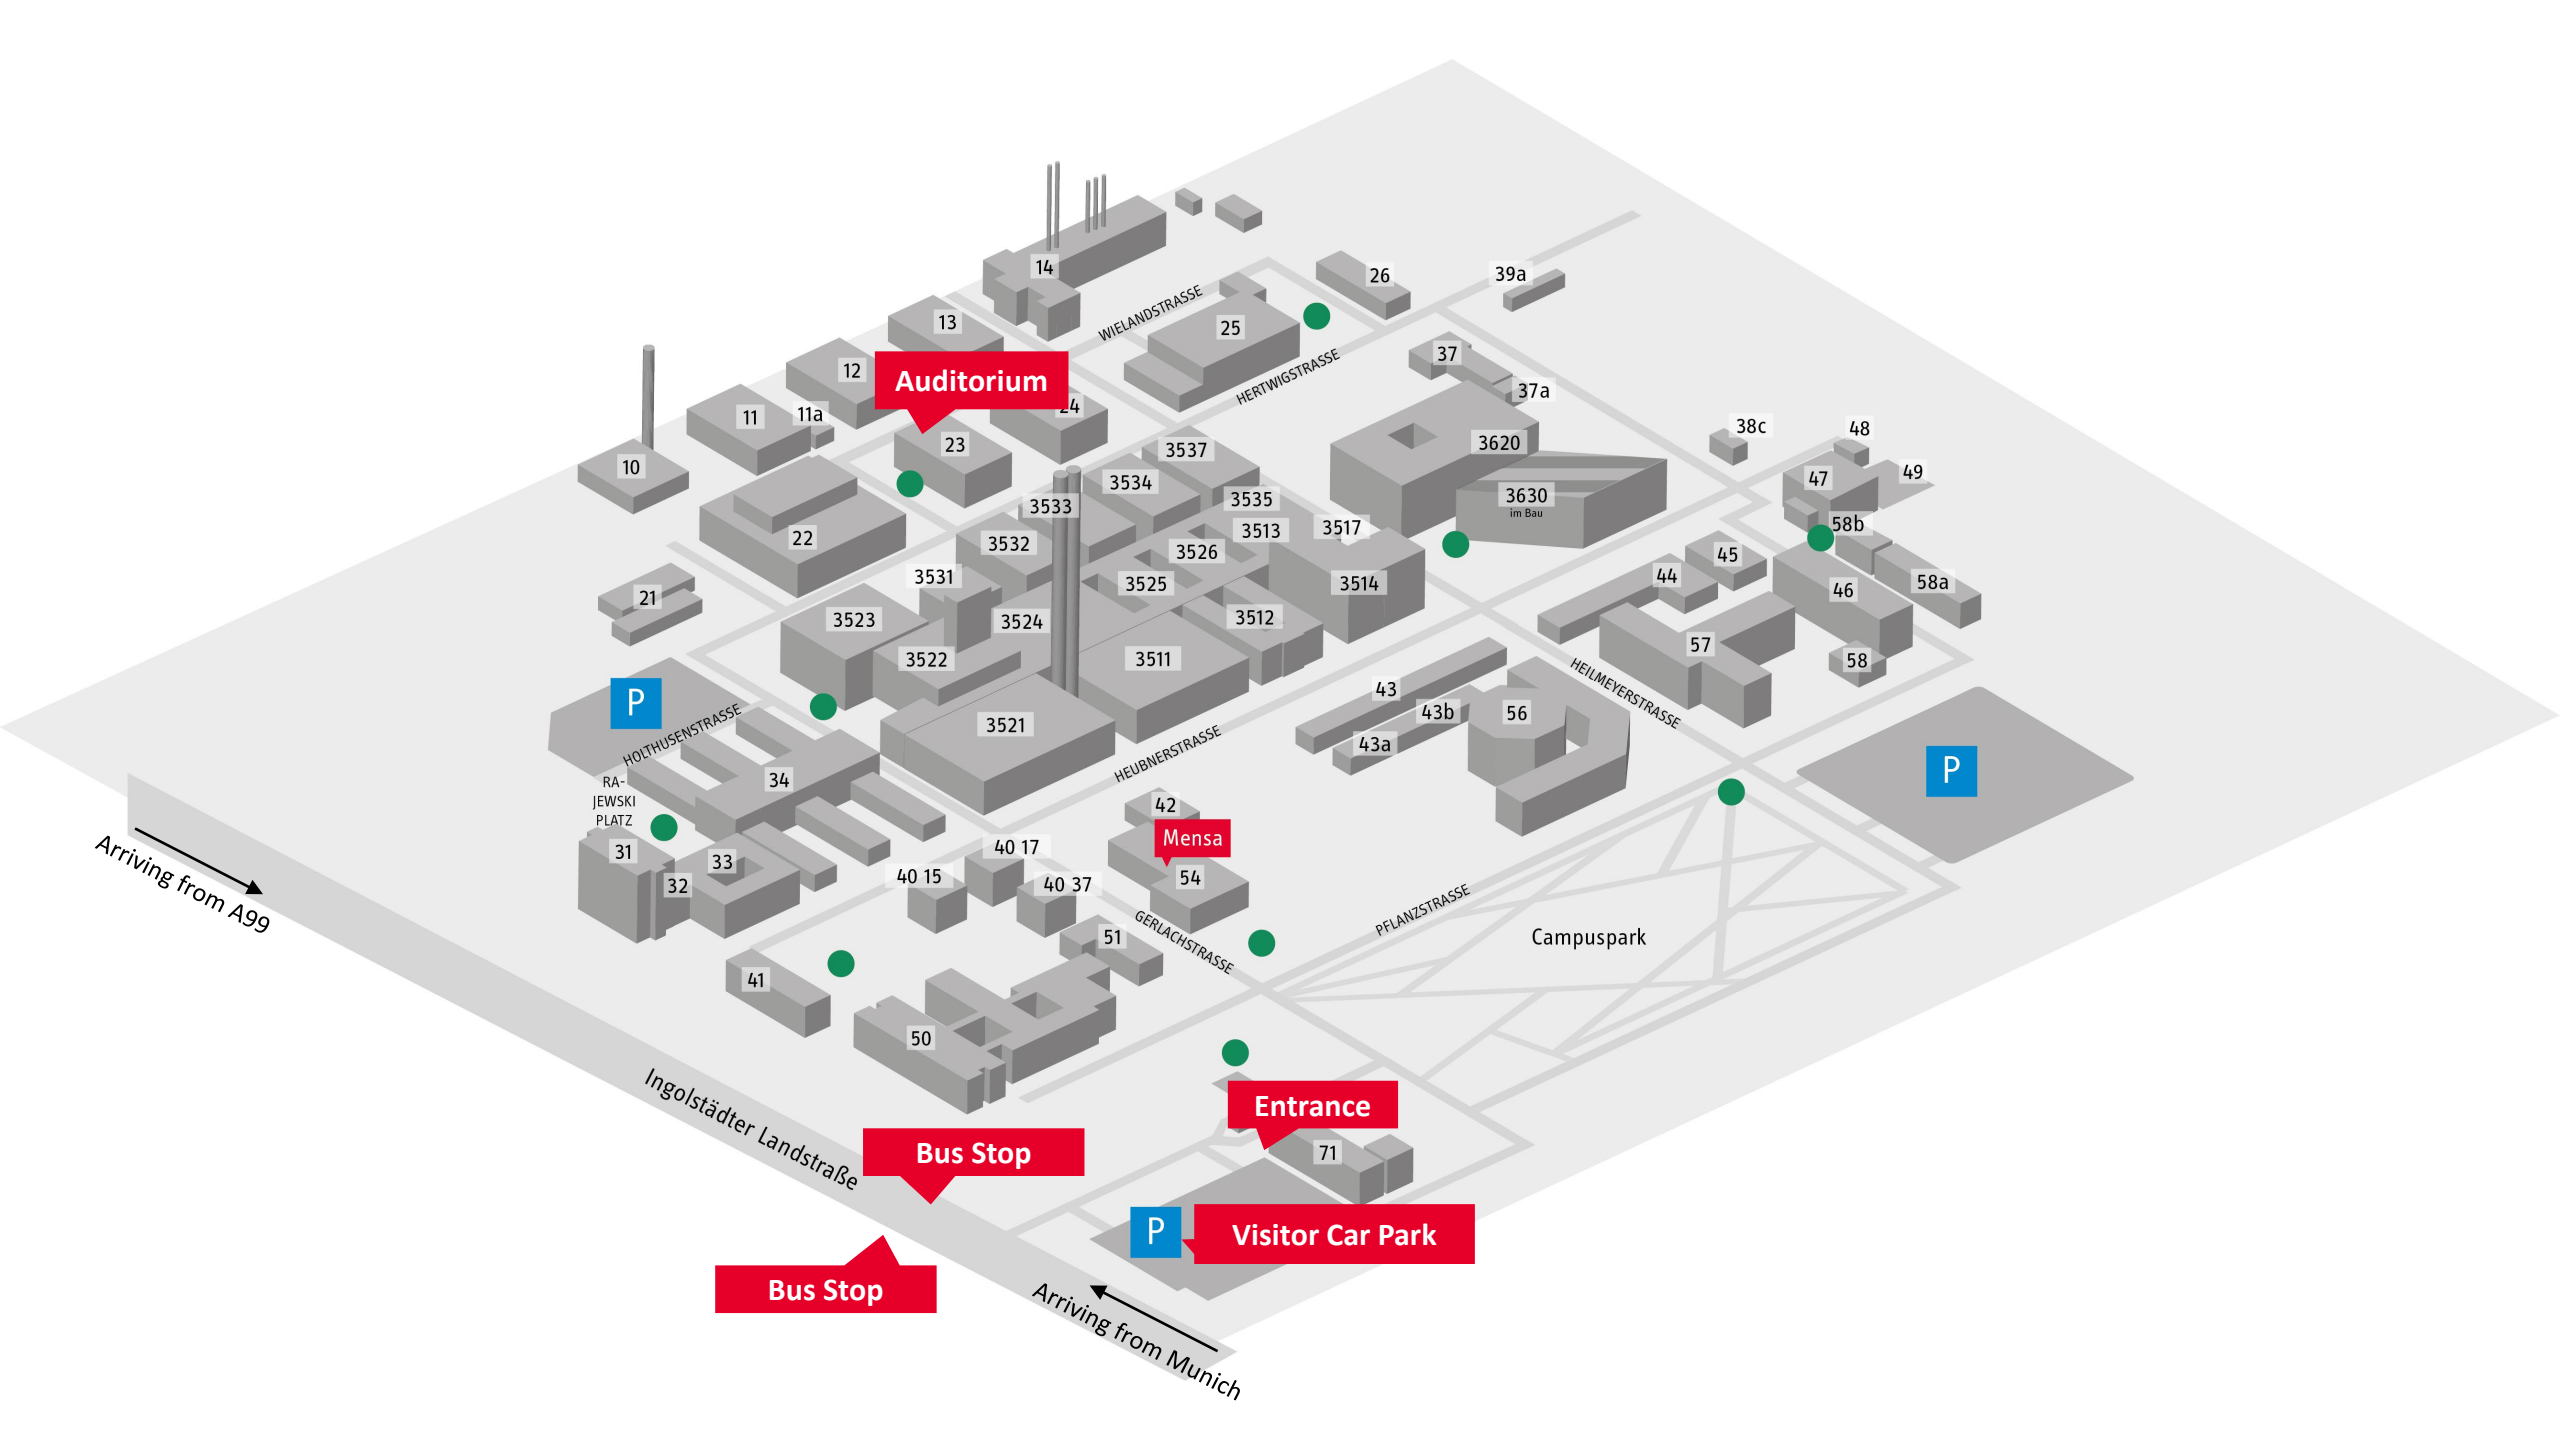 14
26
39a
WIELANDSTRASSE
13
25
12
Auditorium
HERTWIGSTRASSE
37
37a
24
11
11a
23
3620
38c
48
10
3537
47
49
3534
3535
3630
im Bau
3533
3513
3517
58b
22
3532
3526
45
3531
3525
3514
44
58a
46
21
3523
3524
3512
57
3522
3511
58
HEILMEYERSTRASSE
43
P
43b
56
HOLTHUSENSTRASSE
3521
43a
HEUBNERSTRASSE
P
34
RA-
JEWSKI
PLATZ
42
Mensa
31
33
40 17
32
40 15
40 37
54
Arriving from A99
PFLANZSTRASSE
GERLACHSTRASSE
51
Campuspark
41
50
Entrance
Ingolstädter Landstraße
Bus Stop
71
P
Visitor Car Park
Bus Stop
Arriving from Munich